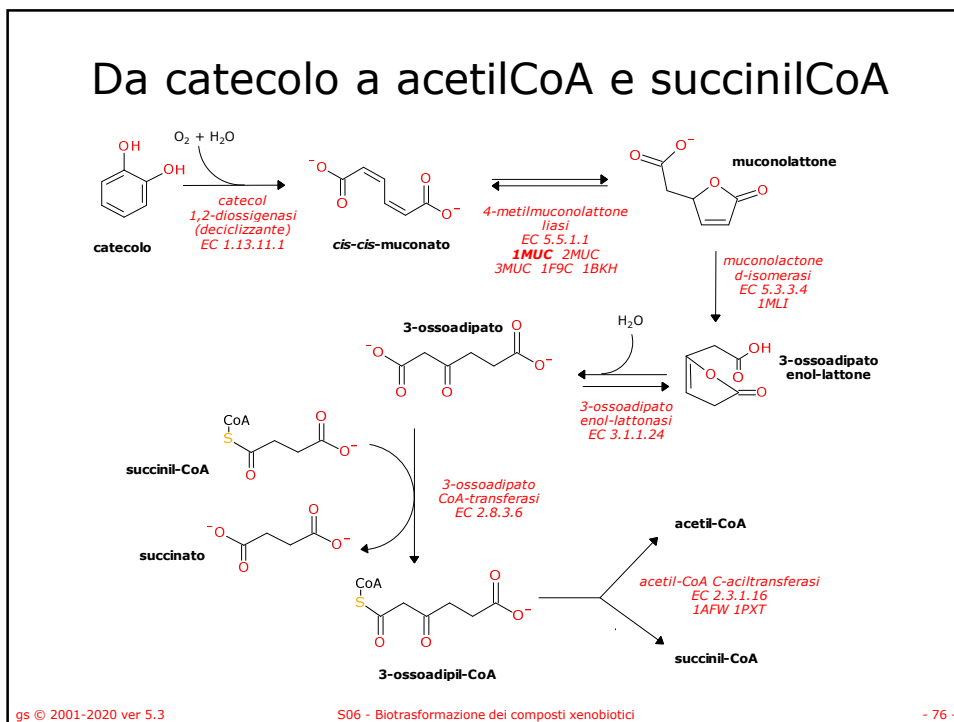 Da catecolo a acetilCoA e succinilCoA
O2 + H2O
OH
OH
catecolo
catecol
1,2-diossigenasi
(deciclizzante)
EC 1.13.11.1
-O
O
O
O-
cis-cis-muconato
4-metilmuconolattone
liasi
EC 5.5.1.1
1MUC 2MUC
3MUC 1F9C 1BKH
O
O-
O
O
muconolattone
muconolactone
d-isomerasi
EC 5.3.3.4
1MLI
3-ossoadipato
-O
O
O
O
O-
H2O
3-ossoadipato
enol-lattonasi
EC 3.1.1.24
OH
O
O
O
3-ossoadipato
enol-lattone
CoA
S
O
O
O-
succinil-CoA
3-ossoadipato
CoA-transferasi
EC 2.8.3.6
-O
O
O
O-
succinato
CoA
S
O
O
O
O-
3-ossoadipil-CoA
acetil-CoA
acetil-CoA C-aciltransferasi
EC 2.3.1.16
1AFW 1PXT
succinil-CoA
gs © 2001-2020 ver 5.3
S06 - Biotrasformazione dei composti xenobiotici
- 76 -